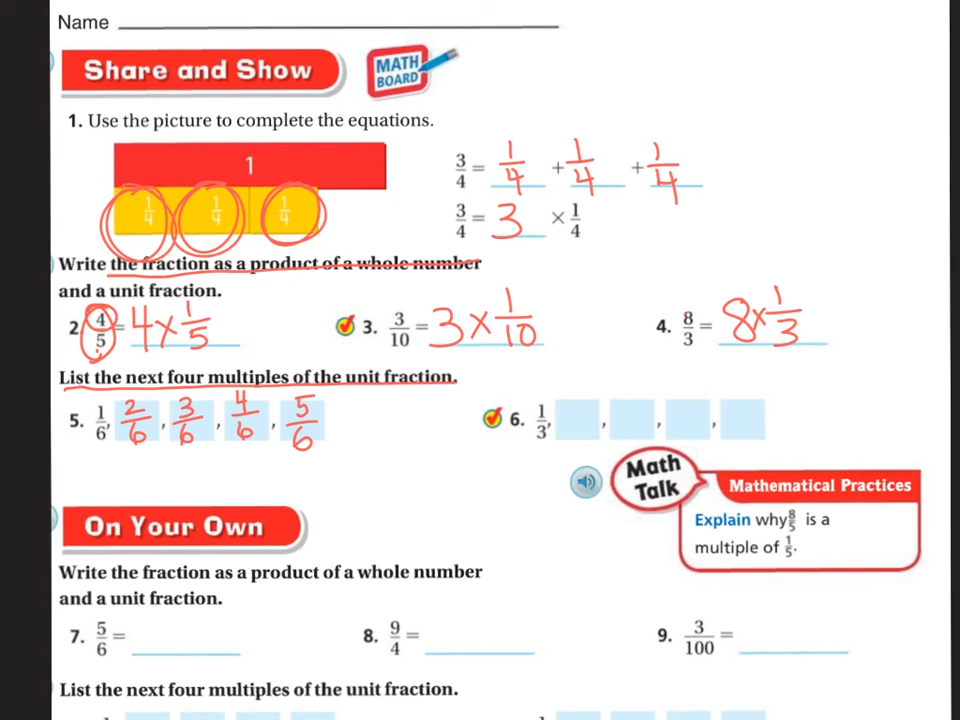 Name
Share and Show
MATH BOARD
1. Use the picture to complete the equations.
1
1/4 1/4 1/4
3/4 = 1/4 + 1/4 + 1/4
3/4 = 3 × 1/4
Write the fraction as a product of a whole number
and a unit fraction.
2. 4/5 = 4 × 1/5
3. 3/10 = 3 × 1/10
4. 8/3 = 8 × 1/3
List the next four multiples of the unit fraction.
5. 1/6, 2/6, 3/6, 4/6, 5/6
6. 1/3, , , ,
Math Talk
Mathematical Practices
Explain why 8/5 is a
multiple of 1/5.
On Your Own
Write the fraction as a product of a whole number
and a unit fraction.
7. 5/6 =
8. 9/4 =
9. 3/100 =
List the next four multiples of the unit fraction.